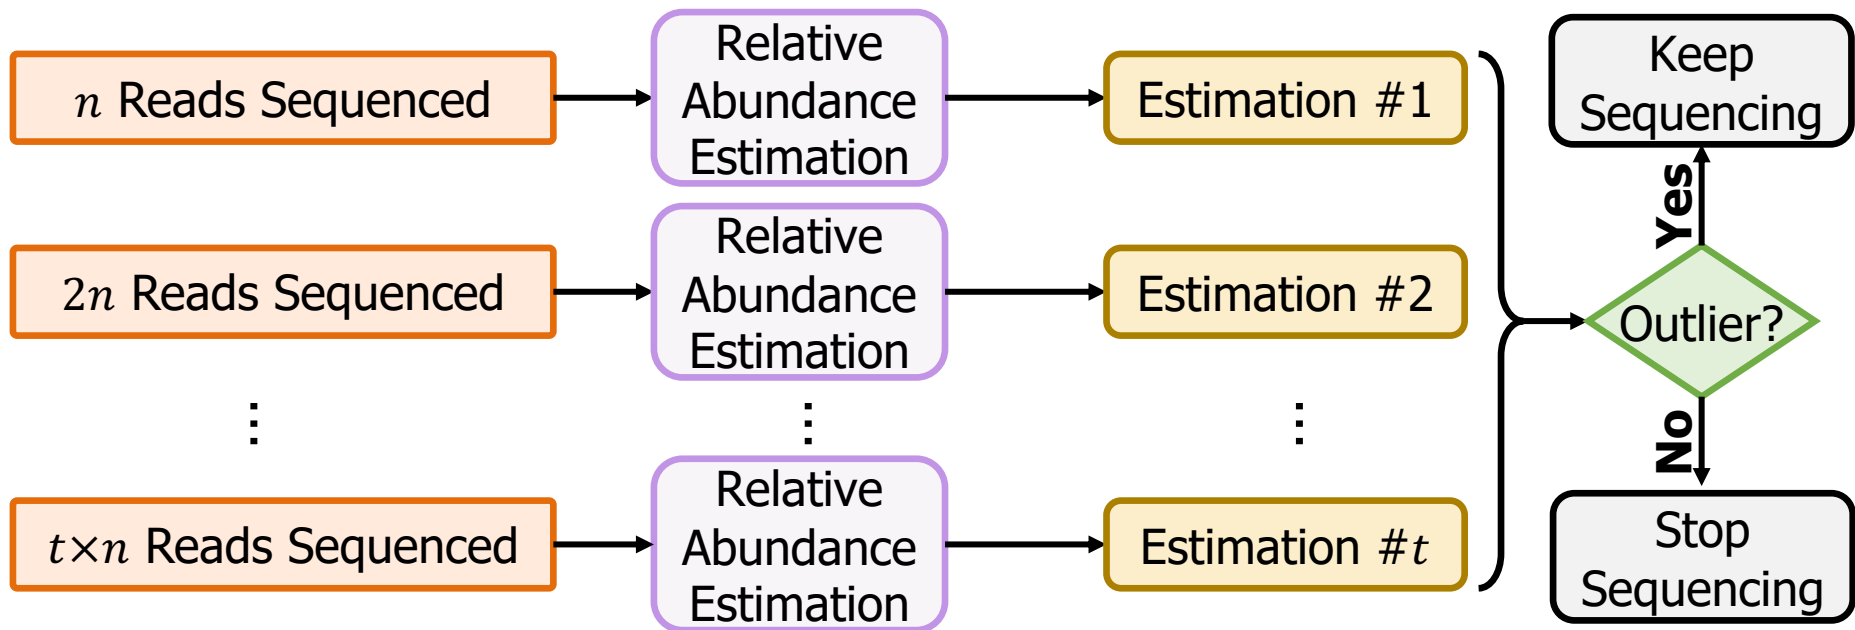 n Reads Sequenced
Relative
Abundance
Estimation
Estimation #1
2n Reads Sequenced
Relative
Abundance
Estimation
Estimation #2
⋮
⋮
⋮
t×n Reads Sequenced
Relative
Abundance
Estimation
Estimation #t
Keep
Sequencing
Yes
Outlier?
No
Stop
Sequencing